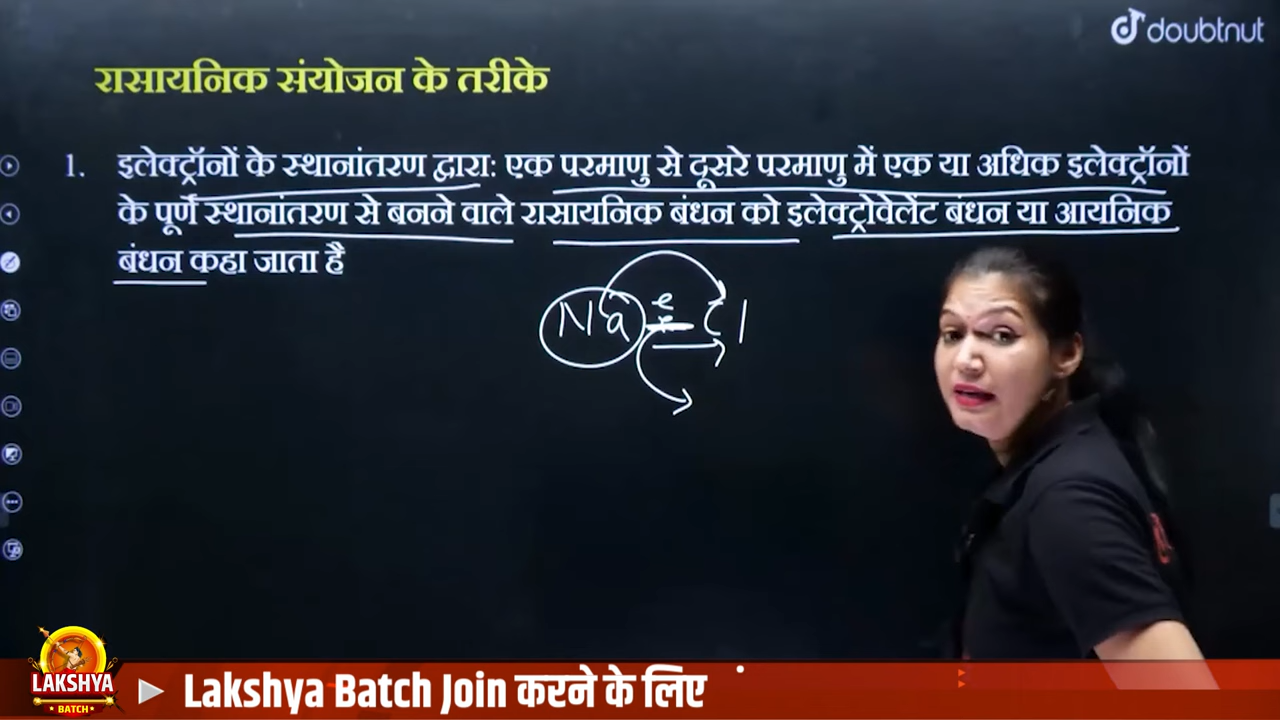 doubtnut
रासायनिक संयोजन के तरीके
1. इलेक्ट्रॉनों के स्थानांतरण द्वारा: एक परमाणु से दूसरे परमाणु में एक या अधिक इलेक्ट्रॉनों
के पूर्ण स्थानांतरण से बनने वाले रासायनिक बंधन को इलेक्ट्रोवेलेंट बंधन या आयनिक
बंधन कहा जाता है
Na e Cl
LAKSHYA
BATCH
Lakshya Batch Join करने के लिए